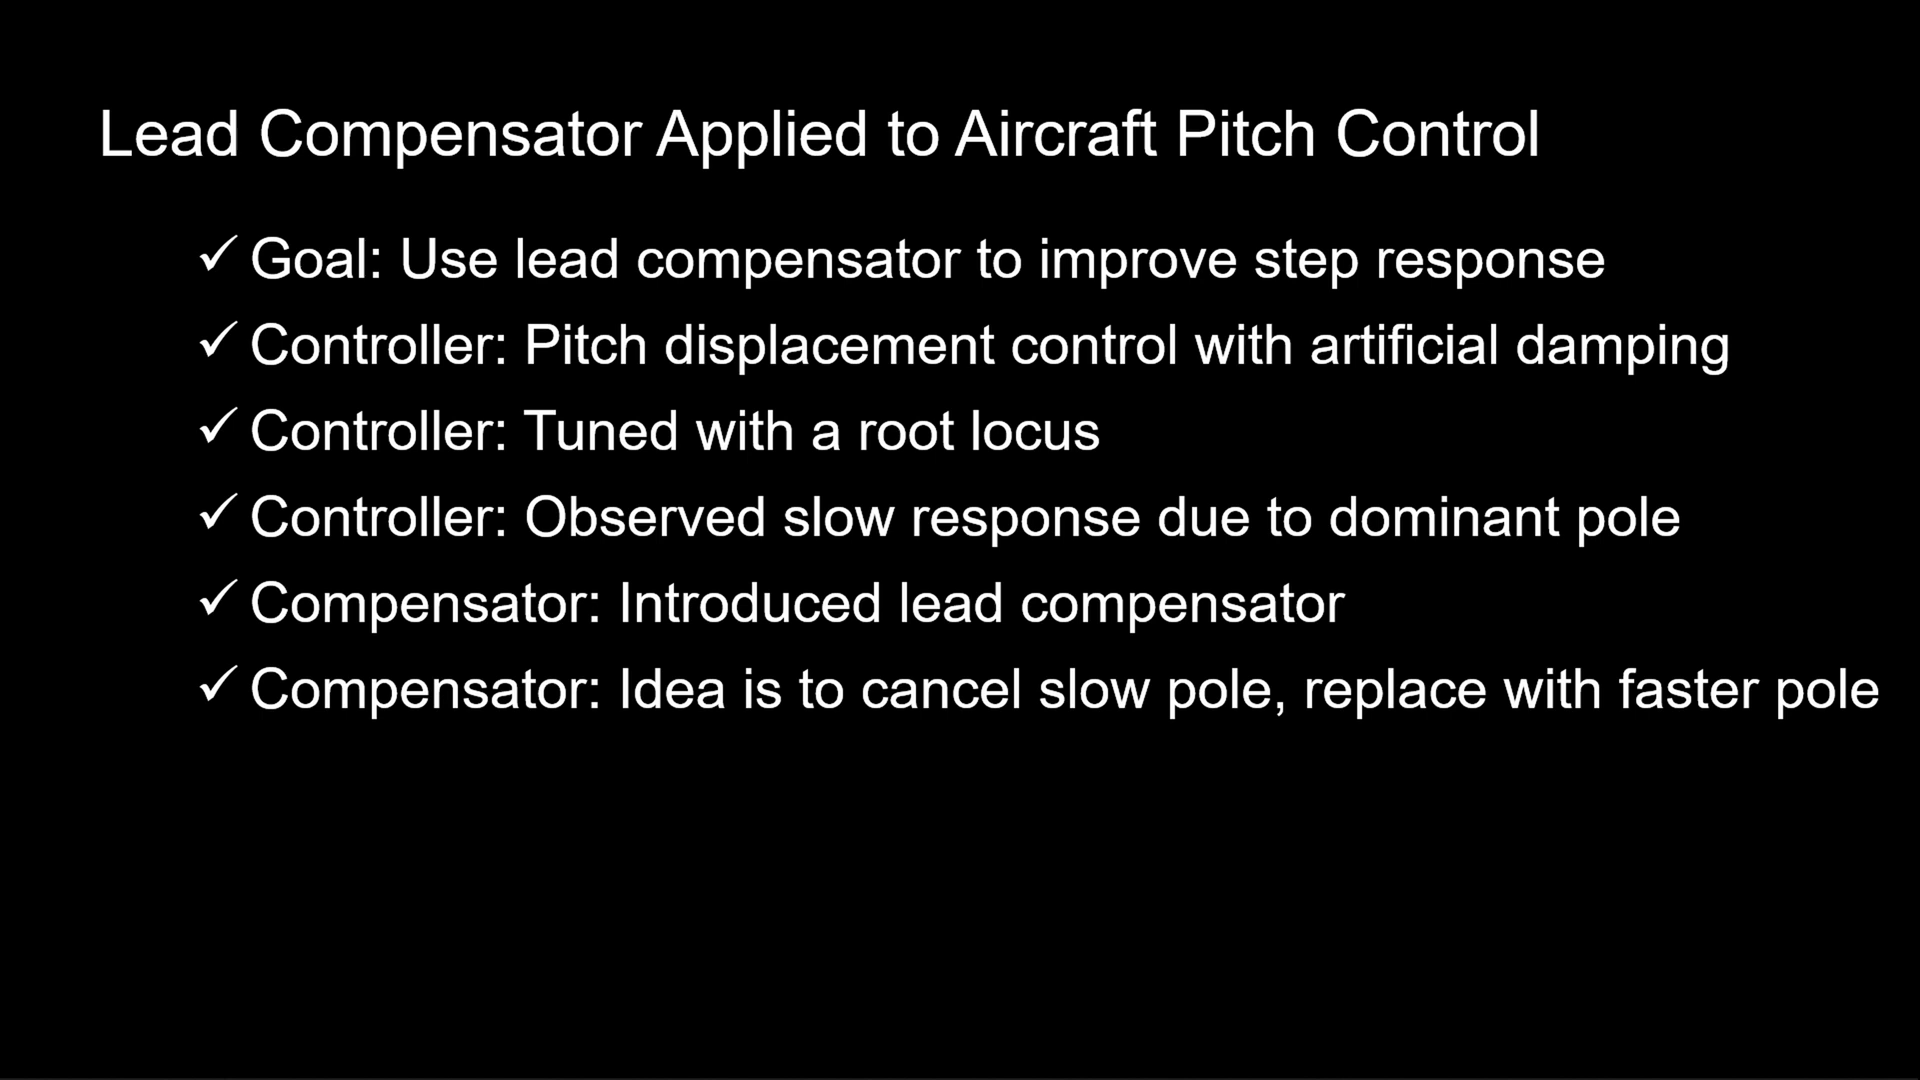 Lead Compensator Applied to Aircraft Pitch Control
✓ Goal: Use lead compensator to improve step response
✓ Controller: Pitch displacement control with artificial damping
✓ Controller: Tuned with a root locus
✓ Controller: Observed slow response due to dominant pole
✓ Compensator: Introduced lead compensator
✓ Compensator: Idea is to cancel slow pole, replace with faster pole